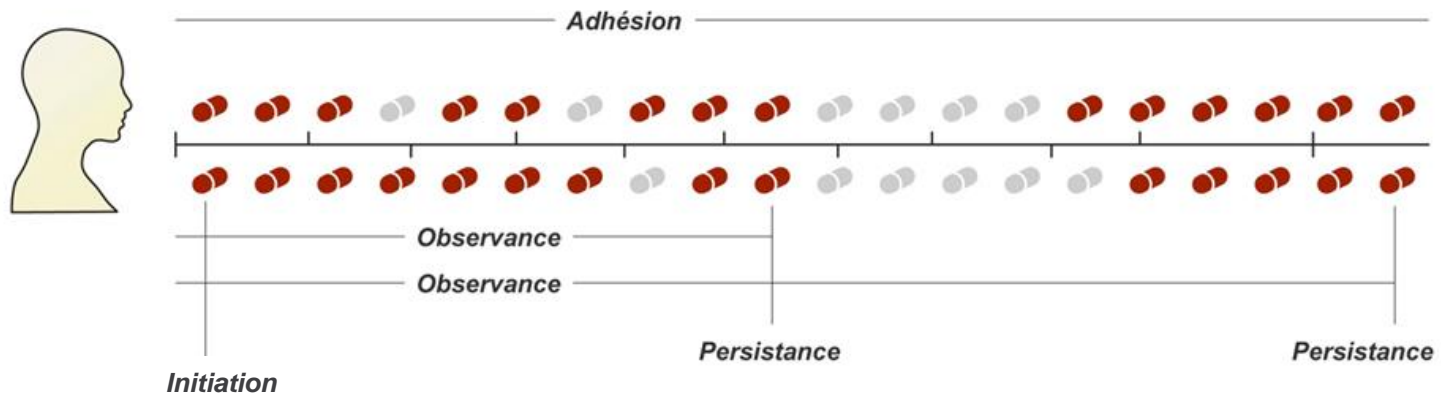 Adhésion
Observance
Observance
Persistance
Persistance
Initiation